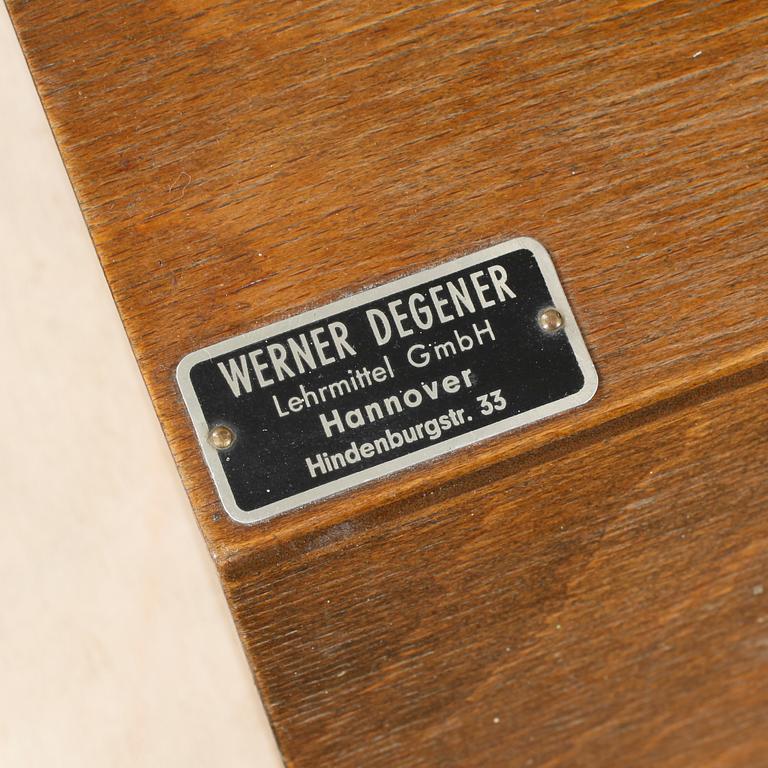 WERNER DEGENER
Lehrmittel GmbH
Hannover
Hindenburgstr. 33